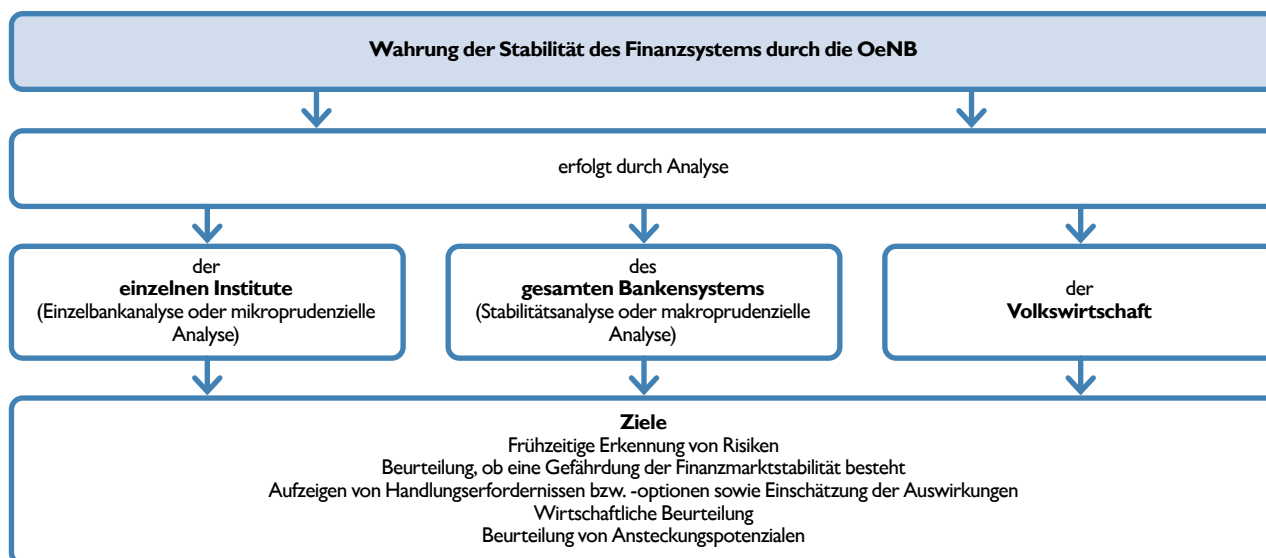 Wahrung der Stabilität des Finanzsystems durch die OeNB
erfolgt durch Analyse
der
einzelnen Institute
(Einzelbankanalyse oder mikroprudenzielle
Analyse)
des
gesamten Bankensystems
(Stabilitätsanalyse oder makroprudenzielle
Analyse)
der
Volkswirtschaft
Ziele
Frühzeitige Erkennung von Risiken
Beurteilung, ob eine Gefährdung der Finanzmarktstabilität besteht
Aufzeigen von Handlungserfordernissen bzw. -optionen sowie Einschätzung der Auswirkungen
Wirtschaftliche Beurteilung
Beurteilung von Ansteckungspotenzialen